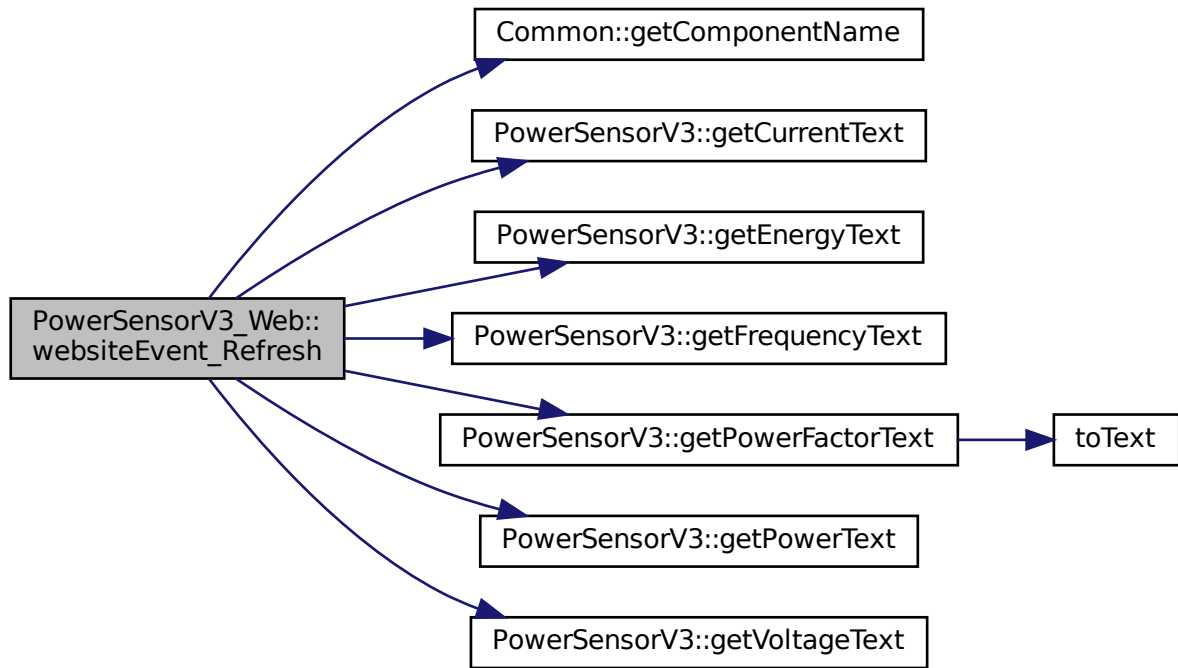 Common::getComponentName
PowerSensorV3::getCurrentText
PowerSensorV3::getEnergyText
PowerSensorV3_Web::
websiteEvent_Refresh
PowerSensorV3::getFrequencyText
PowerSensorV3::getPowerFactorText
toText
PowerSensorV3::getPowerText
PowerSensorV3::getVoltageText